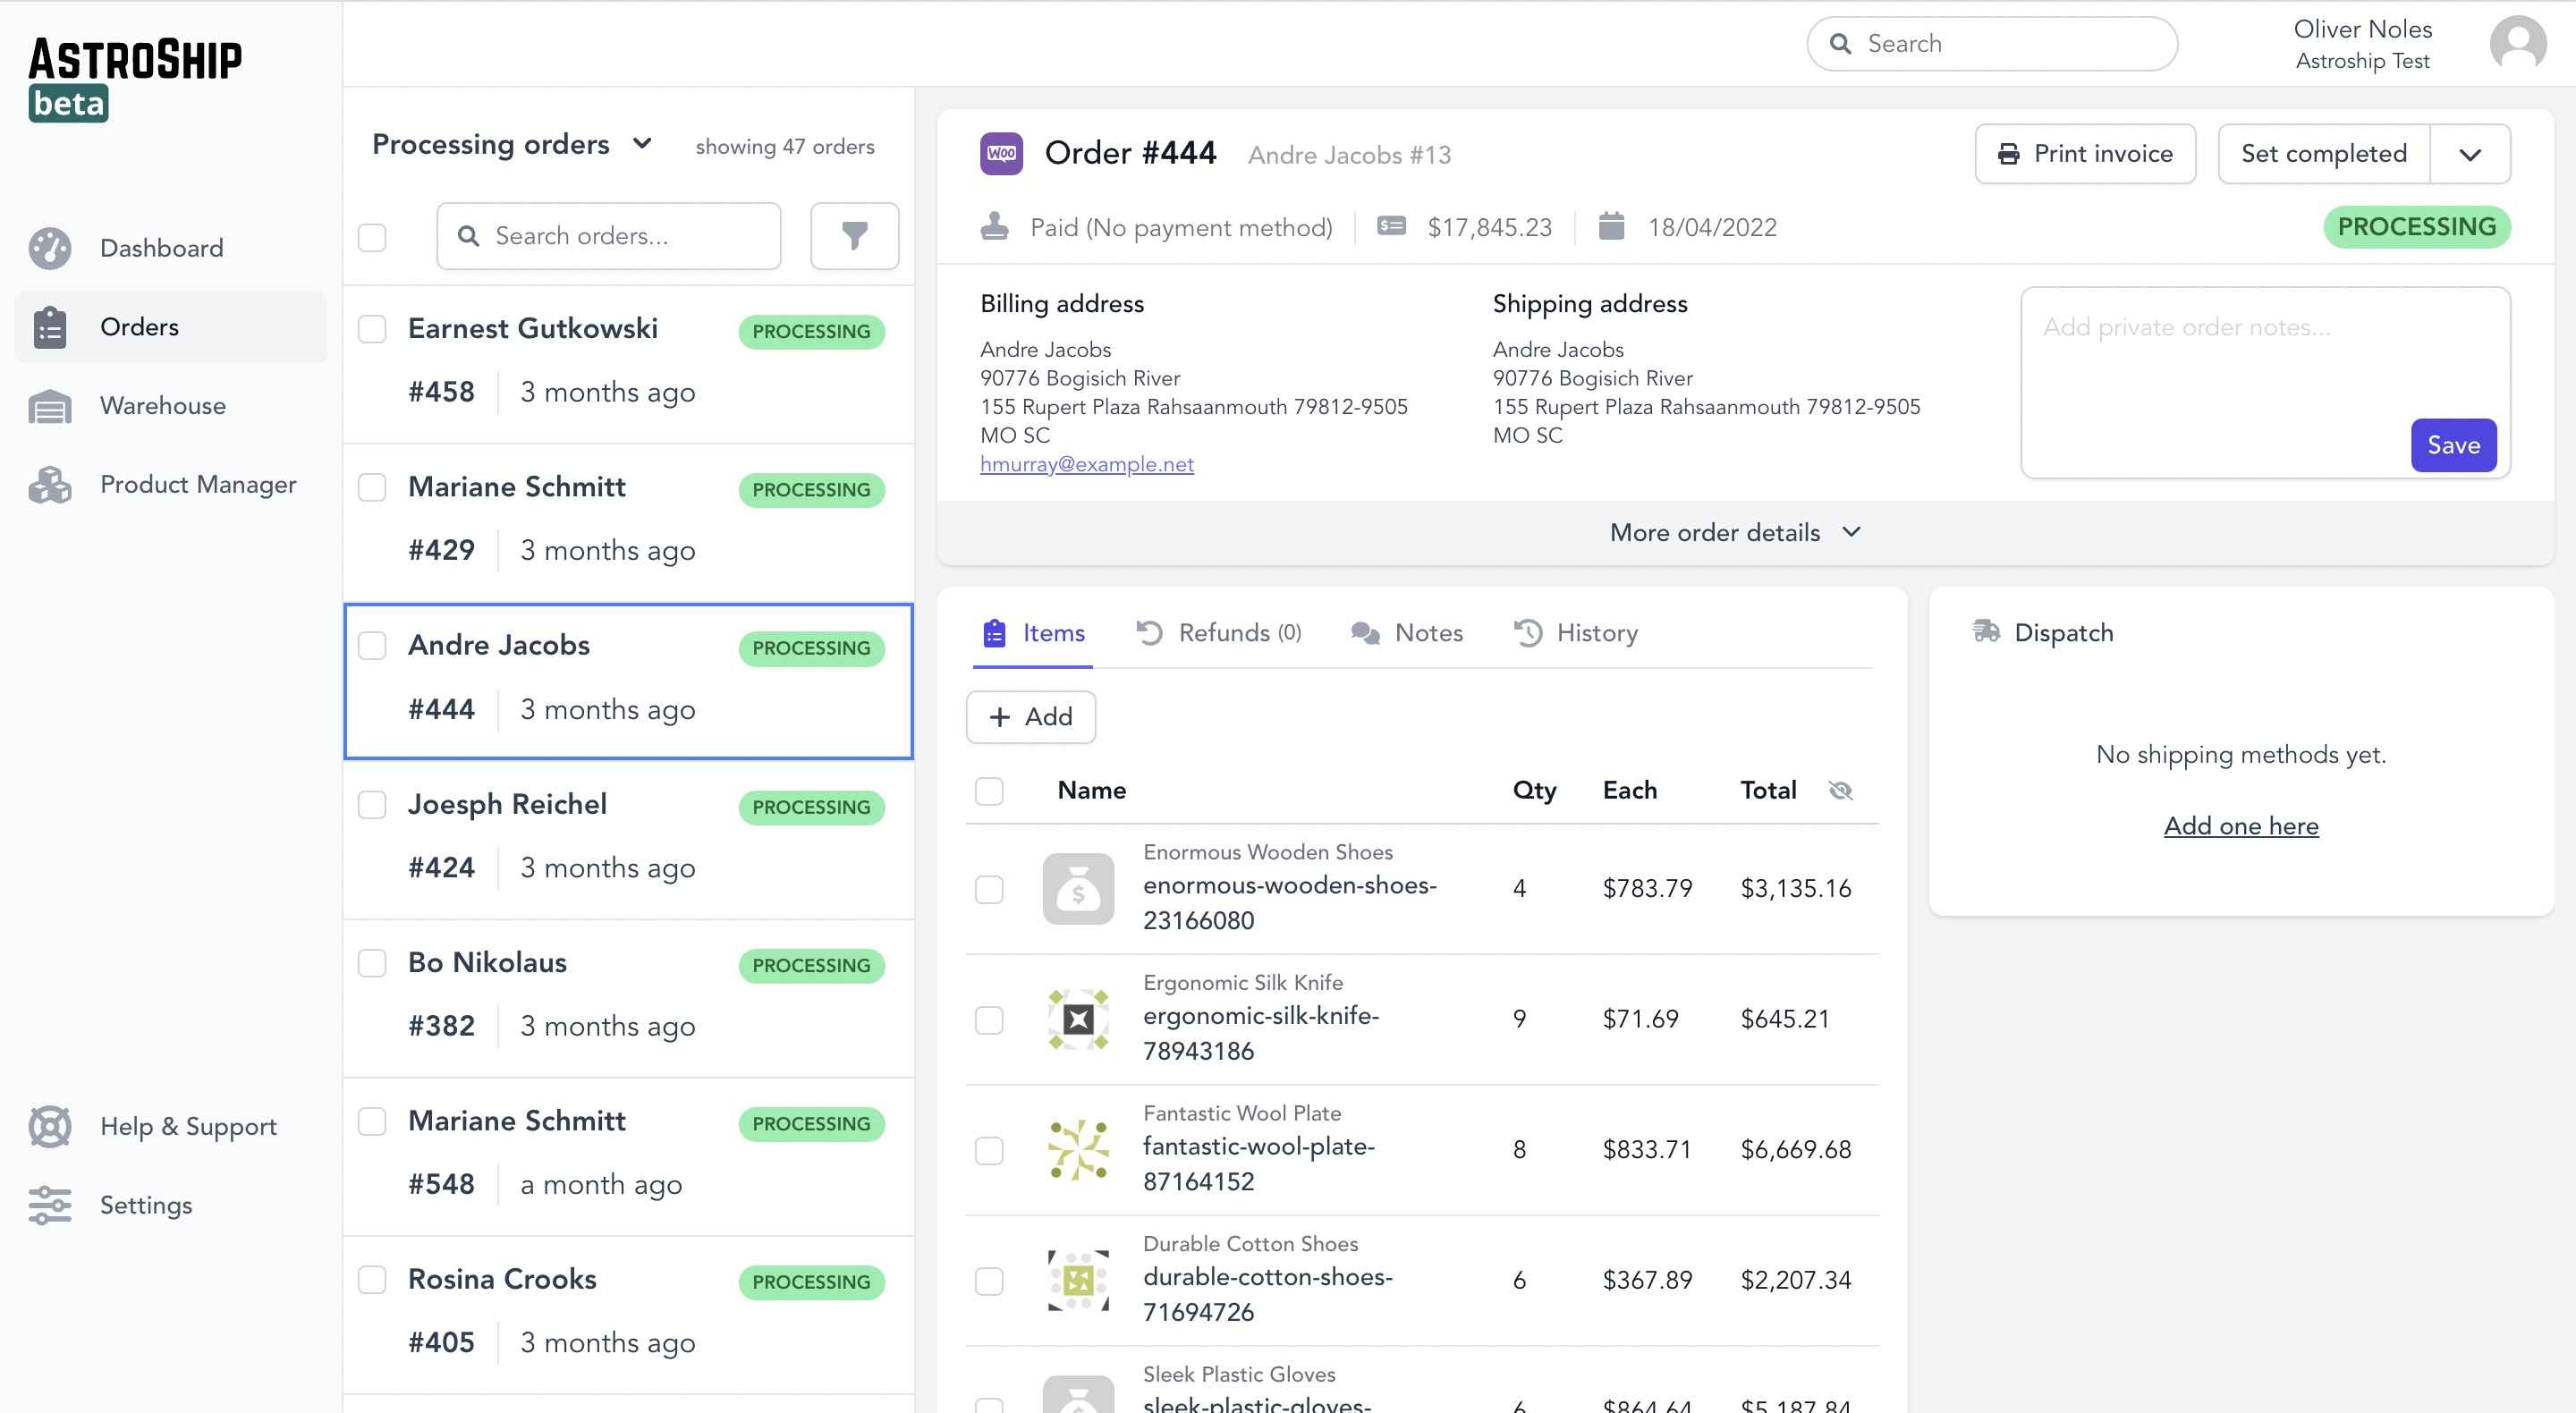 ASTROSHIP
beta
Dashboard
Orders
Warehouse
Product Manager
Help & Support
Settings
Search
Oliver Noles
Astroship Test
Processing orders
showing 47 orders
Search orders...
Earnest Gutkowski PROCESSING
#458 3 months ago
Mariane Schmitt PROCESSING
#429 3 months ago
Andre Jacobs PROCESSING
#444 3 months ago
Joesph Reichel PROCESSING
#424 3 months ago
Bo Nikolaus PROCESSING
#382 3 months ago
Mariane Schmitt PROCESSING
#548 a month ago
Rosina Crooks PROCESSING
#405 3 months ago
WOO Order #444 Andre Jacobs #13
Print invoice
Set completed
Paid (No payment method) $17,845.23 18/04/2022
PROCESSING
Billing address
Andre Jacobs
90776 Bogisich River
155 Rupert Plaza Rahsaanmouth 79812-9505
MO SC
hmurray@example.net
Shipping address
Andre Jacobs
90776 Bogisich River
155 Rupert Plaza Rahsaanmouth 79812-9505
MO SC
Add private order notes...
Save
More order details
Items Refunds (0) Notes History
+ Add
Name Qty Each Total
Enormous Wooden Shoes
enormous-wooden-shoes-
23166080
4 $783.79 $3,135.16
Ergonomic Silk Knife
ergonomic-silk-knife-
78943186
9 $71.69 $645.21
Fantastic Wool Plate
fantastic-wool-plate-
87164152
8 $833.71 $6,669.68
Durable Cotton Shoes
durable-cotton-shoes-
71694726
6 $367.89 $2,207.34
Sleek Plastic Gloves
sleek-plastic-gloves-
6 $864.64 $5,187.84
Dispatch
No shipping methods yet.
Add one here